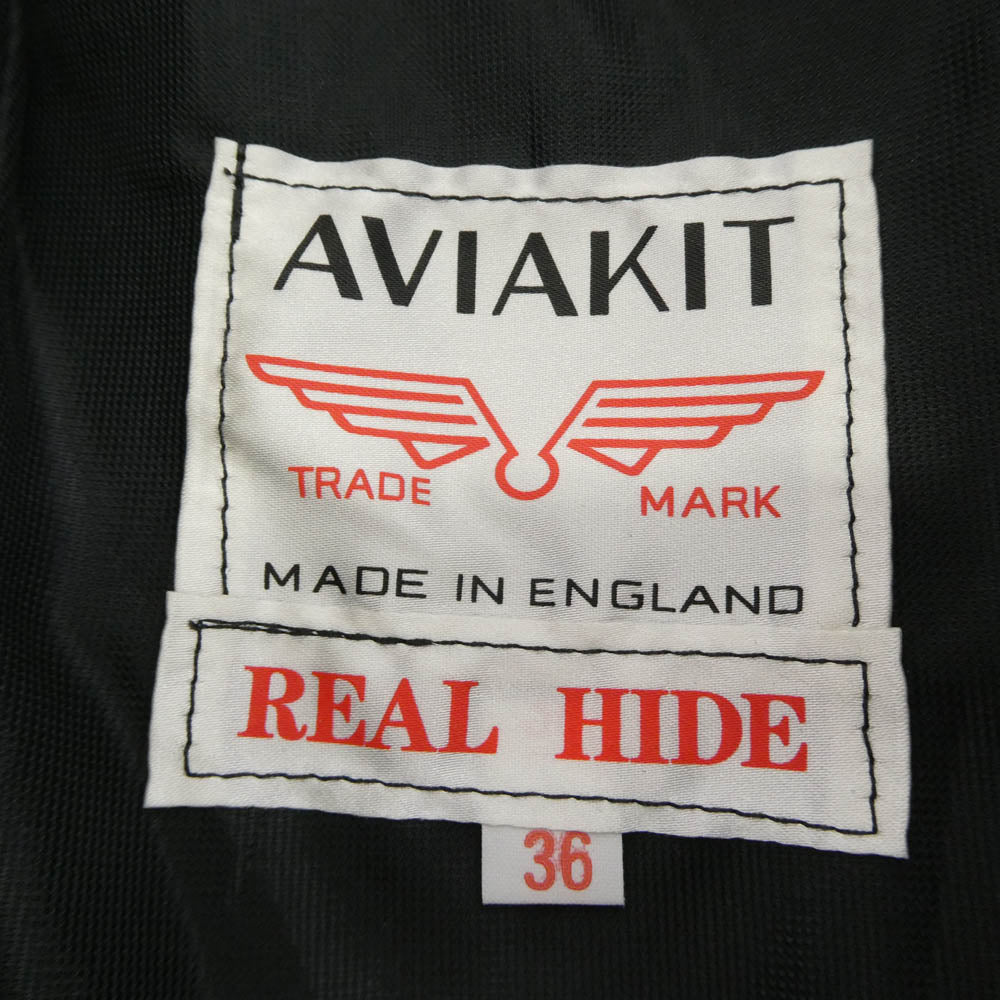 AVIAKIT
TRADE MARK
MADE IN ENGLAND
REAL HIDE
36